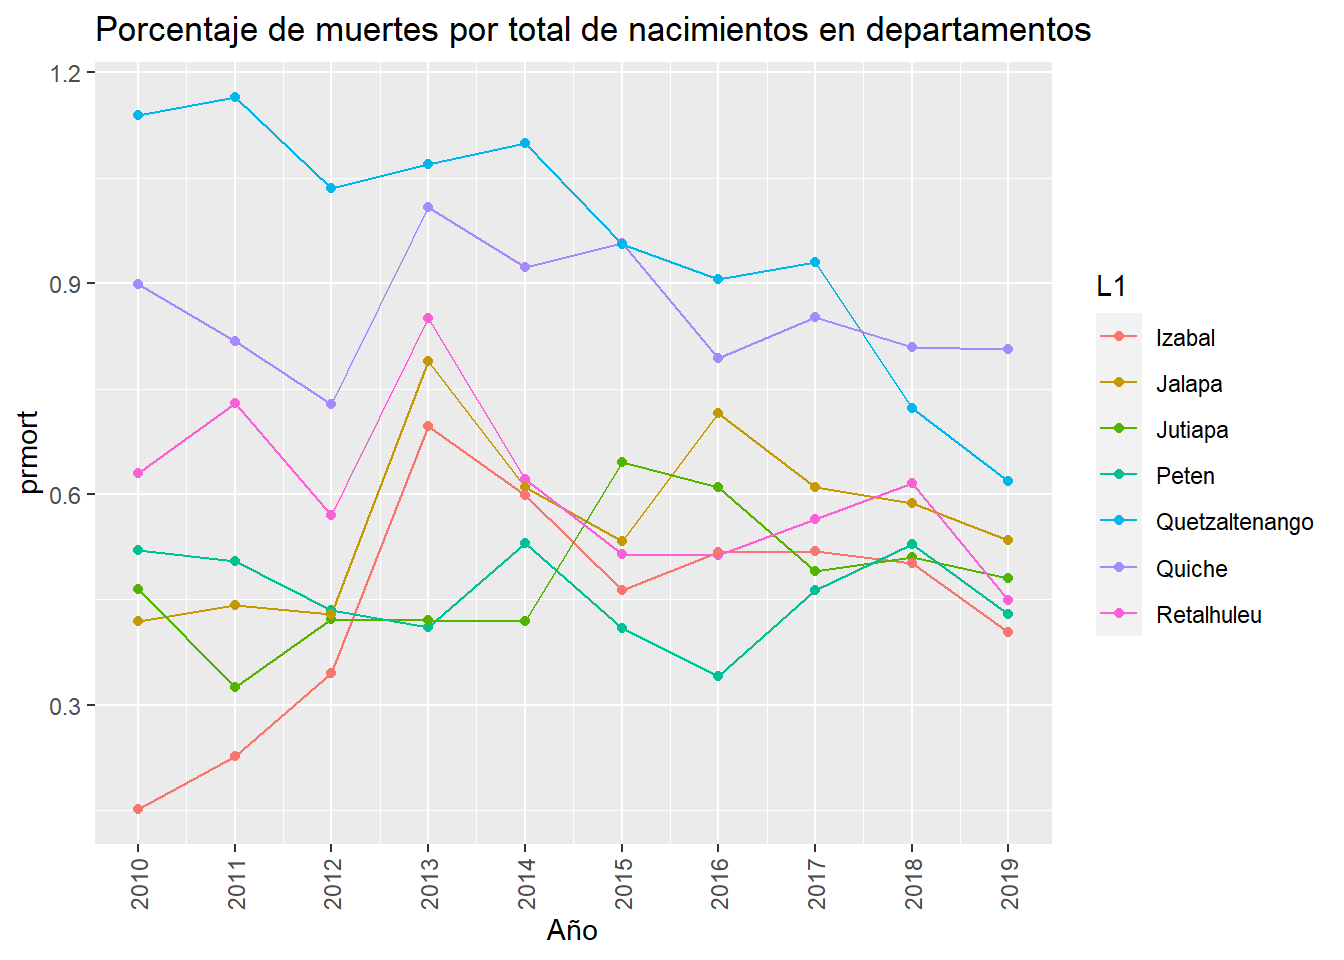 Porcentaje de muertes por total de nacimientos en departamentos
1.2
0.9
0.6
0.3
prmort
2010
2011
2012
2013
2014
2015
2016
2017
2018
2019
Año
L1
Izabal
Jalapa
Jutiapa
Peten
Quetzaltenango
Quiche
Retalhuleu